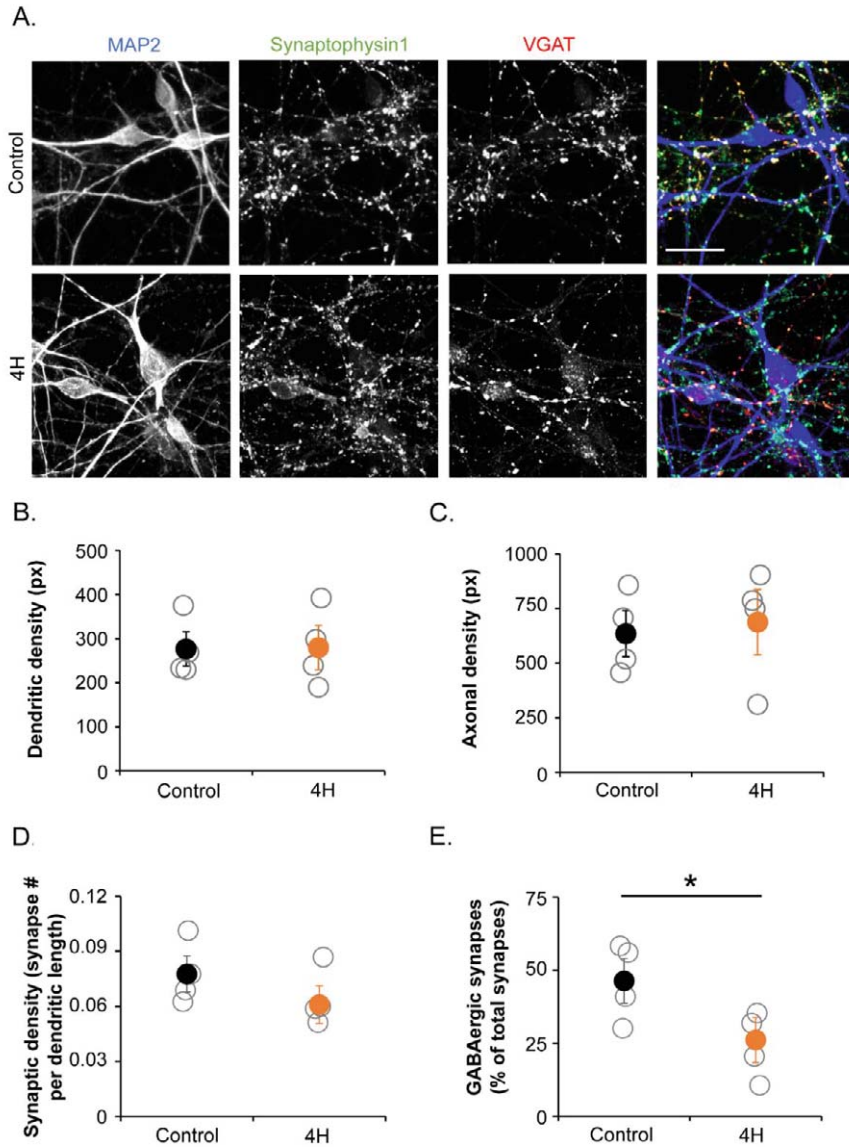 A.
MAP2 Synaptophysin1 VGAT
Control
4H
B.
Dendritic density (px)
500
400
300
200
100
0
Control 4H
C.
Axonal density (px)
1000
750
500
250
0
Control 4H
D.
Synaptic density (synapse #
per dendritic length)
0.12
0.09
0.06
0.03
0
Control 4H
E.
GABAergic synapses
(% of total synapses)
75
50
25
0
*
Control 4H